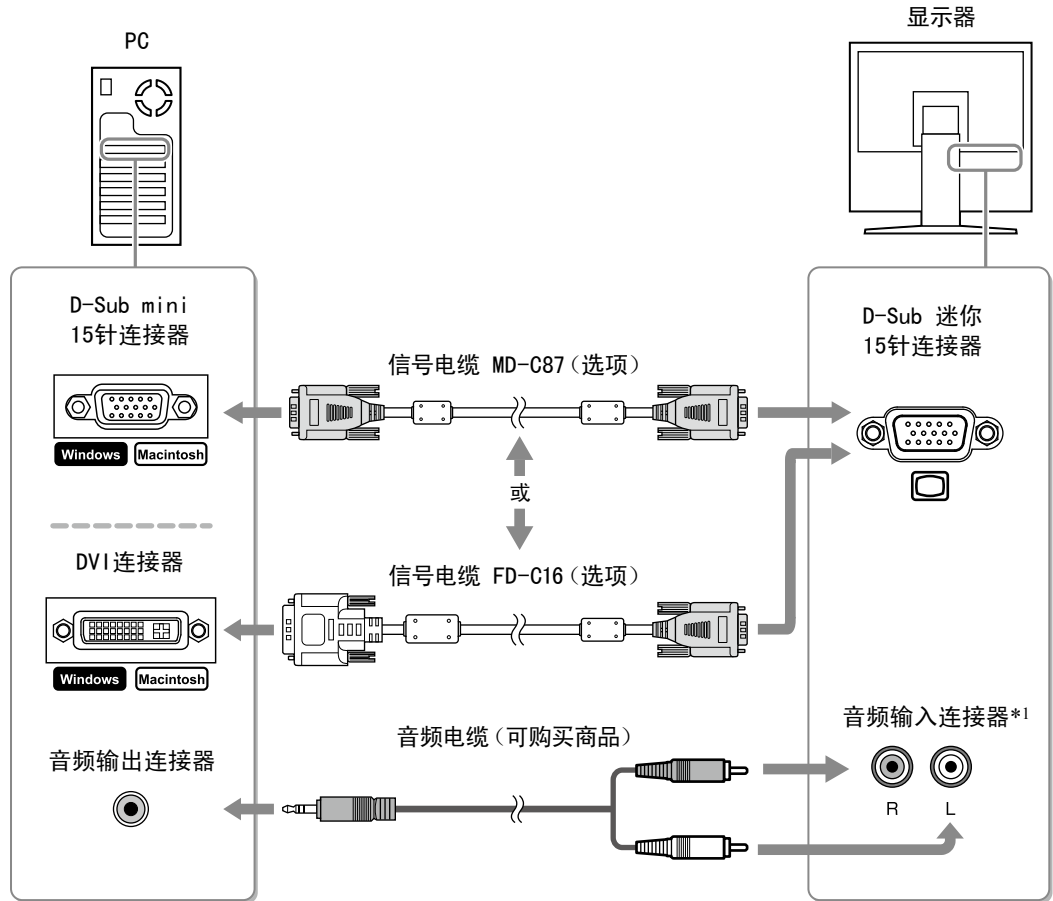 PC
显示器
D-Sub mini
15针连接器
Windows Macintosh
DVI连接器
Windows Macintosh
音频输出连接器
信号电缆 MD-C87（选项）
或
信号电缆 FD-C16（选项）
音频电缆（可购买商品）
D-Sub 迷你
15针连接器
音频输入连接器*1
R L